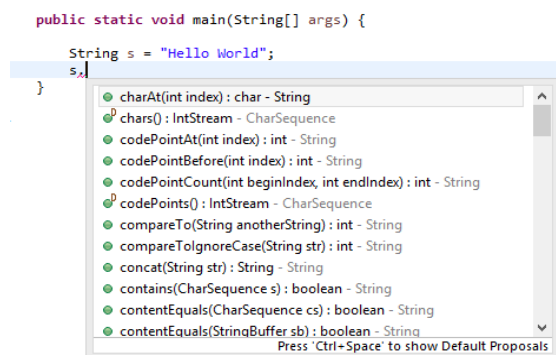 public static void main(String[] args) {
String s = "Hello World";
s.
}
charAt(int index) : char - String
chars() : IntStream - CharSequence
codePointAt(int index) : int - String
codePointBefore(int index) : int - String
codePointCount(int beginIndex, int endIndex) : int - String
codePoints() : IntStream - CharSequence
compareTo(String anotherString) : int - String
compareToIgnoreCase(String str) : int - String
concat(String str) : String - String
contains(CharSequence s) : boolean - String
contentEquals(CharSequence cs) : boolean - String
contentEquals(StringBuffer sb) : boolean - String
Press 'Ctrl+Space' to show Default Proposals